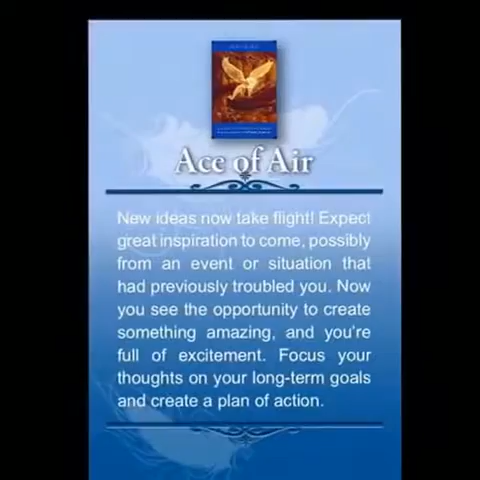 Ace of Air
New ideas now take flight! Expect
great inspiration to come, possibly
from an event or situation that
had previously troubled you. Now
you see the opportunity to create
something amazing, and you're
full of excitement. Focus your
thoughts on your long-term goals
and create a plan of action.